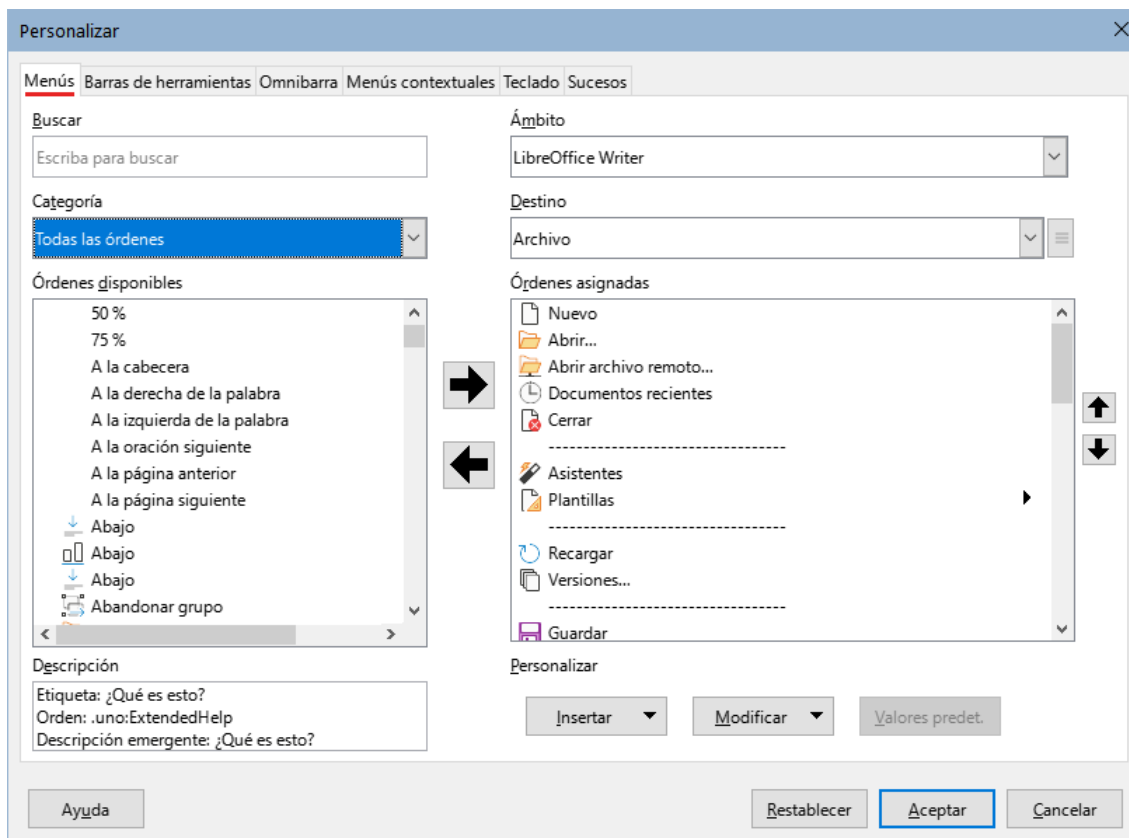 Personalizar
Menús Barras de herramientas Omnibarra Menús contextuales Teclado Sucesos
Buscar
Escriba para buscar
Categoría
Todas las órdenes
Órdenes disponibles
50 %
75 %
A la cabecera
A la derecha de la palabra
A la izquierda de la palabra
A la oración siguiente
A la página anterior
A la página siguiente
Abajo
Abajo
Abajo
Abandonar grupo
Descripción
Etiqueta: ¿Qué es esto?
Orden: .uno:ExtendedHelp
Descripción emergente: ¿Qué es esto?
Ámbito
LibreOffice Writer
Destino
Archivo
Órdenes asignadas
Nuevo
Abrir...
Abrir archivo remoto...
Documentos recientes
Cerrar
----------------------------------
Asistentes
Plantillas
----------------------------------
Recargar
Versiones...
----------------------------------
Guardar
Personalizar
Insertar Modificar Valores predet.
Ayuda Restablecer Aceptar Cancelar